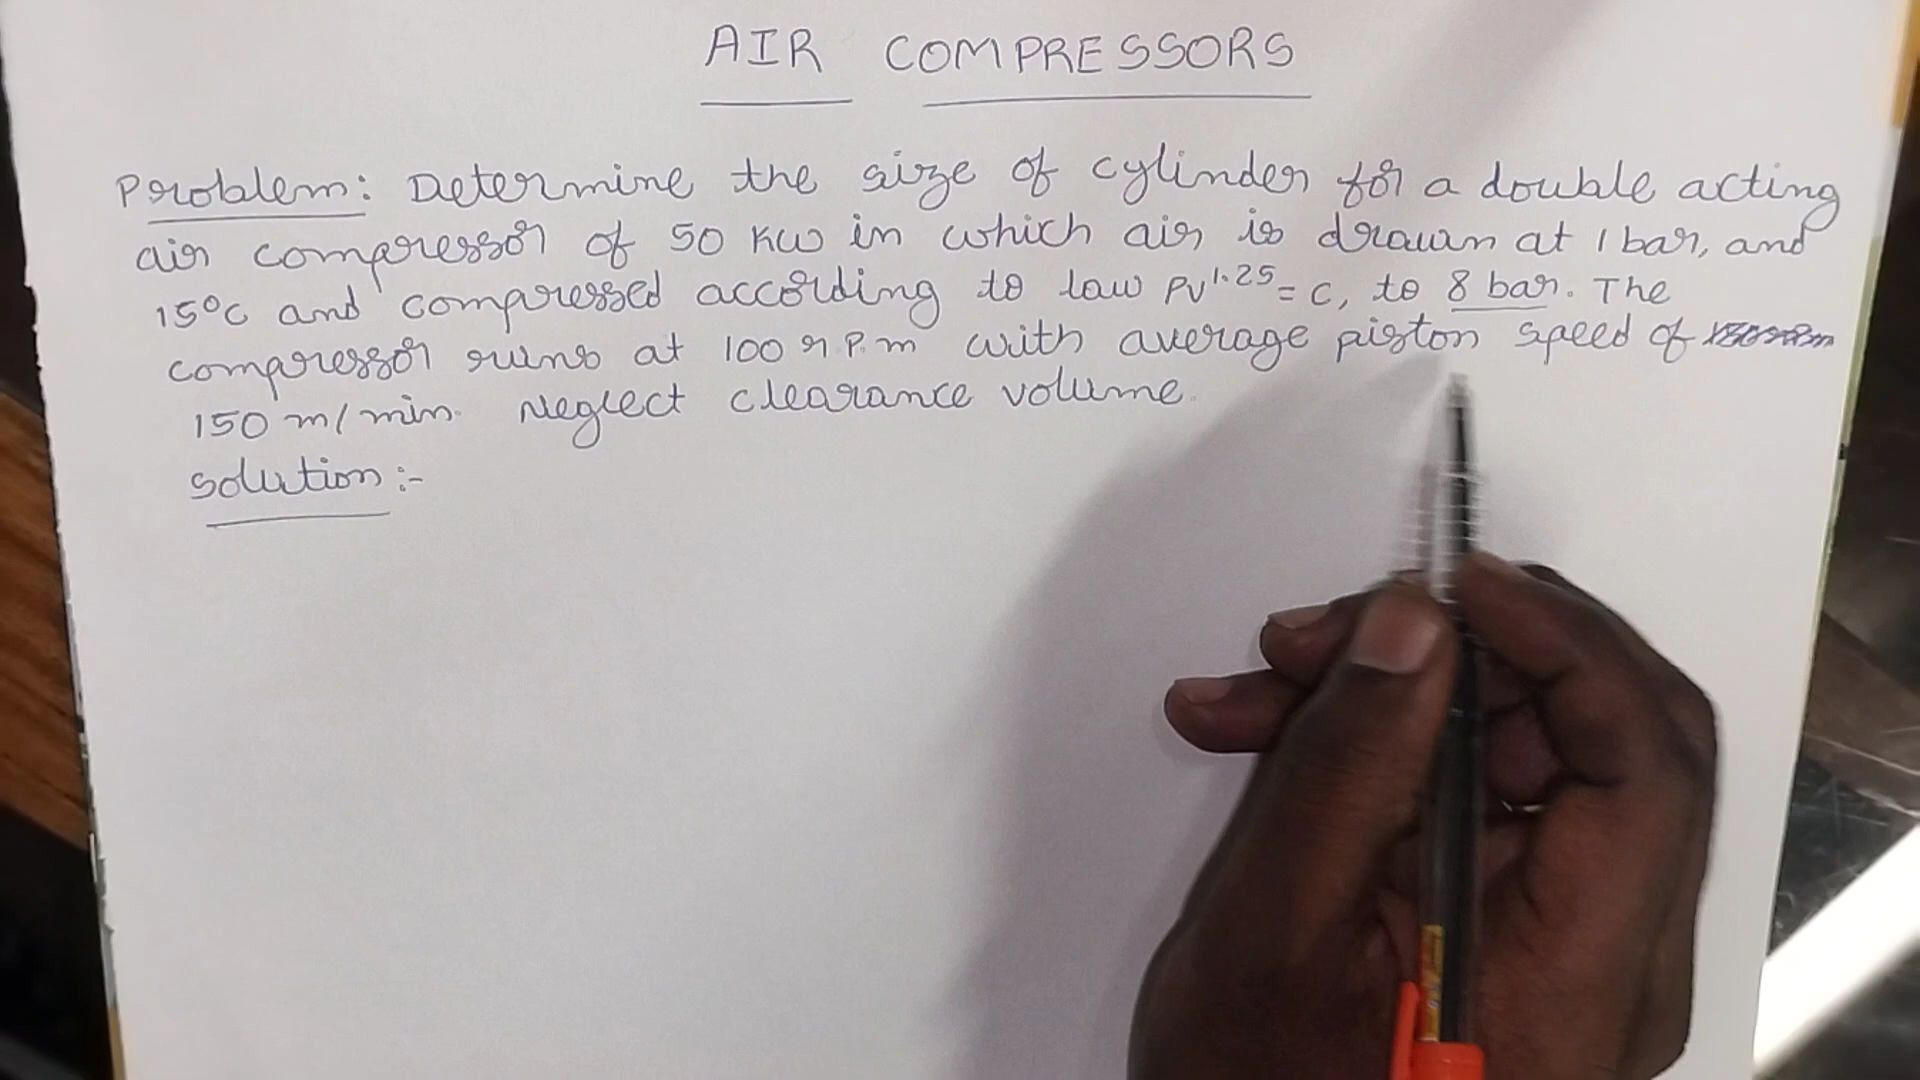 AIR COMPRESSORS
Problem: Determine the size of cylinder for a double acting
air compressor of 50 KW in which air is drawn at 1 bar, and
15°C and compressed according to law PV^1.25 = C, to 8 bar. The
compressor runs at 100 r.P.m with average piston speed of
150 m/min. Neglect clearance volume.
Solution:-